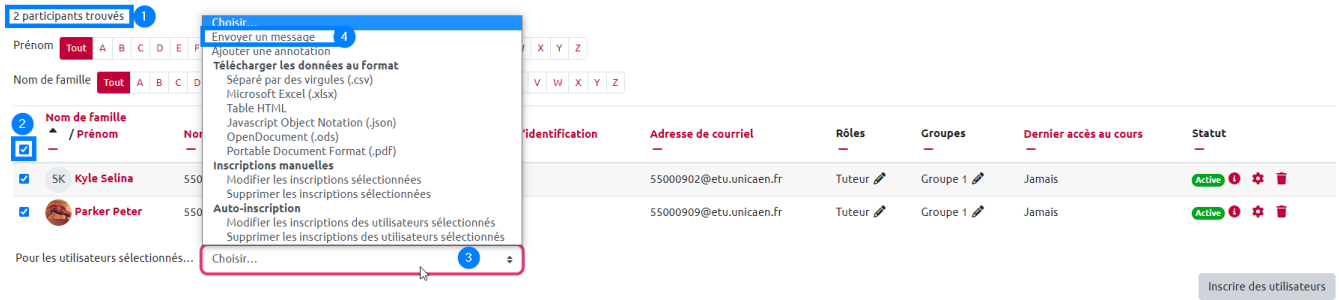 2 participants trouvés 1
Choisir...
Envoyer un message 4
Ajouter une annotation
Télécharger les données au format
Séparé par des virgules (.csv)
Microsoft Excel (.xlsx)
Table HTML
Javascript Object Notation (.json)
OpenDocument (.ods)
Portable Document Format (.pdf)
Inscriptions manuelles
Modifier les inscriptions sélectionnées
Supprimer les inscriptions sélectionnées
Auto-inscription
Modifier les inscriptions des utilisateurs sélectionnés
Supprimer les inscriptions des utilisateurs sélectionnés
Prénom Tout A B C D E F X Y Z
Nom de famille Tout A B C D V W X Y Z
2
Nom de famille
/ Prénom Nor 'identification Adresse de courriel Rôles Groupes Dernier accès au cours Statut
SK Kyle Selina 550 55000902@etu.unicaen.fr Tuteur Groupe 1 Jamais Active
Parker Peter 550 55000909@etu.unicaen.fr Tuteur Groupe 1 Jamais Active
Pour les utilisateurs sélectionnés... Choisir... 3
Inscrire des utilisateurs